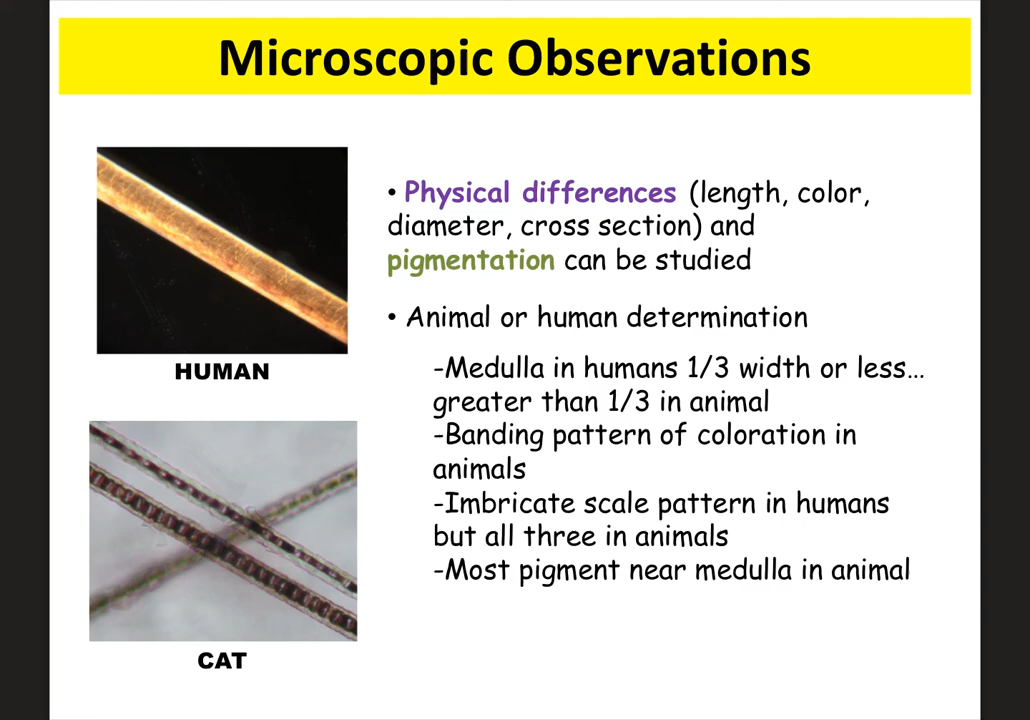 Microscopic Observations
• Physical differences (length, color,
diameter, cross section) and
pigmentation can be studied
• Animal or human determination
HUMAN
-Medulla in humans 1/3 width or less…
greater than 1/3 in animal
-Banding pattern of coloration in
animals
-Imbricate scale pattern in humans
but all three in animals
-Most pigment near medulla in animal
CAT